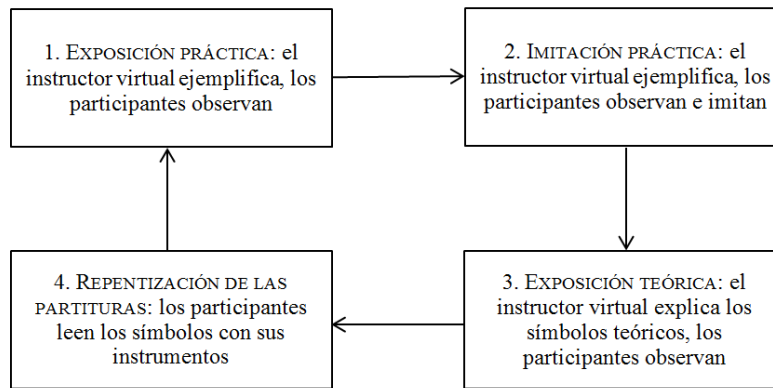 1. EXPOSICIÓN PRÁCTICA: el
instructor virtual ejemplifica, los
participantes observan
2. IMITACIÓN PRÁCTICA: el
instructor virtual ejemplifica, los
participantes observan e imitan
3. EXPOSICIÓN TEÓRICA: el
instructor virtual explica los
símbolos teóricos, los
participantes observan
4. REPENTIZACIÓN DE LAS
PARTITURAS: los participantes
leen los símbolos con sus
instrumentos